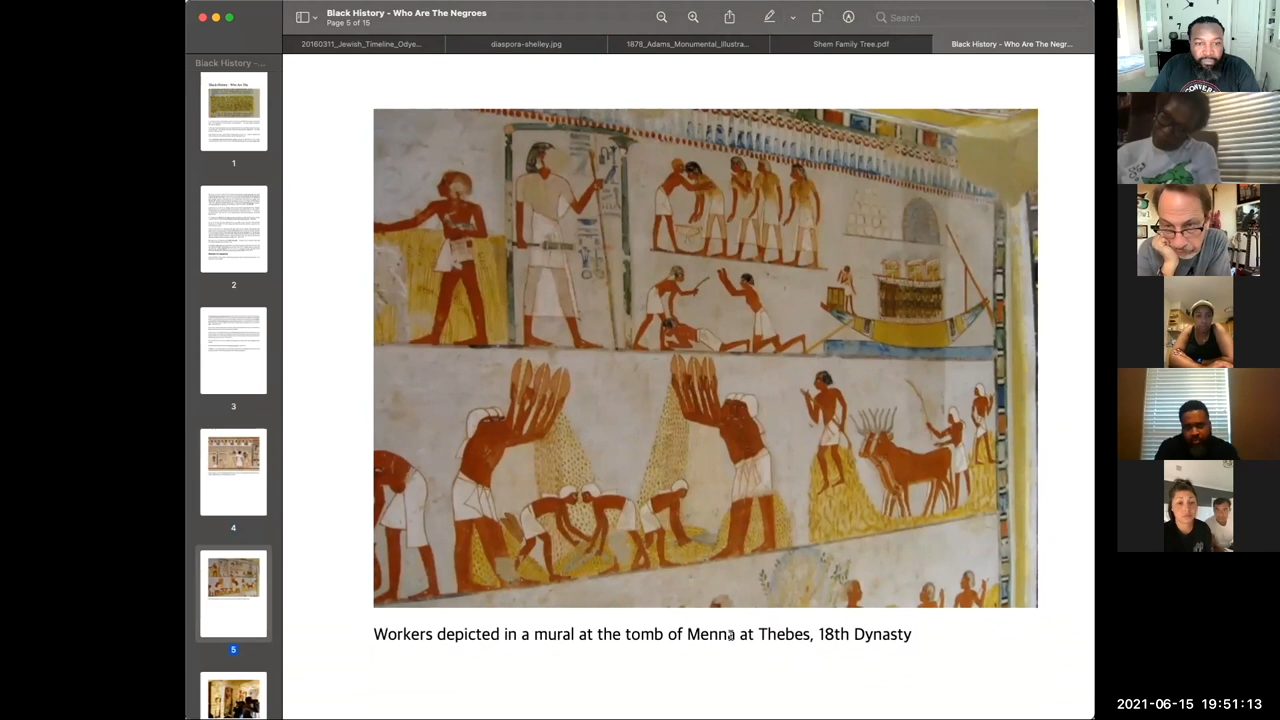 Black History - Who Are The Negroes
Page 5 of 15
Search
20160311_Jewish_Timeline_Odye...
diaspora-shelley.jpg
1878_Adams_Monumental_Illustra...
Shem Family Tree.pdf
Black History - Who Are The Negr...
Black History -...
1
2
3
4
5
Workers depicted in a mural at the tomb of Menna at Thebes, 18th Dynasty
2021-06-15 19:51:13